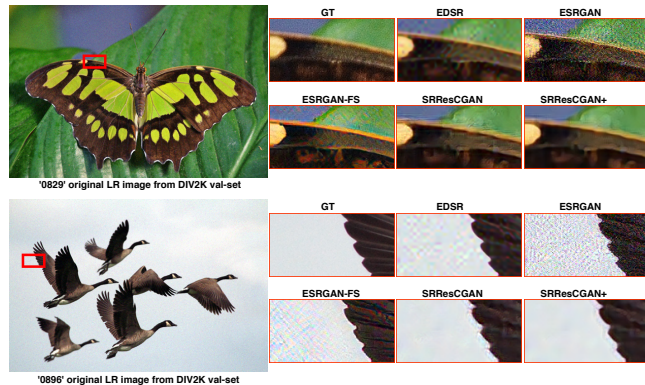 GT EDSR ESRGAN
ESRGAN-FS SRResCGAN SRResCGAN+
'0829' original LR image from DIV2K val-set
GT EDSR ESRGAN
ESRGAN-FS SRResCGAN SRResCGAN+
'0896' original LR image from DIV2K val-set